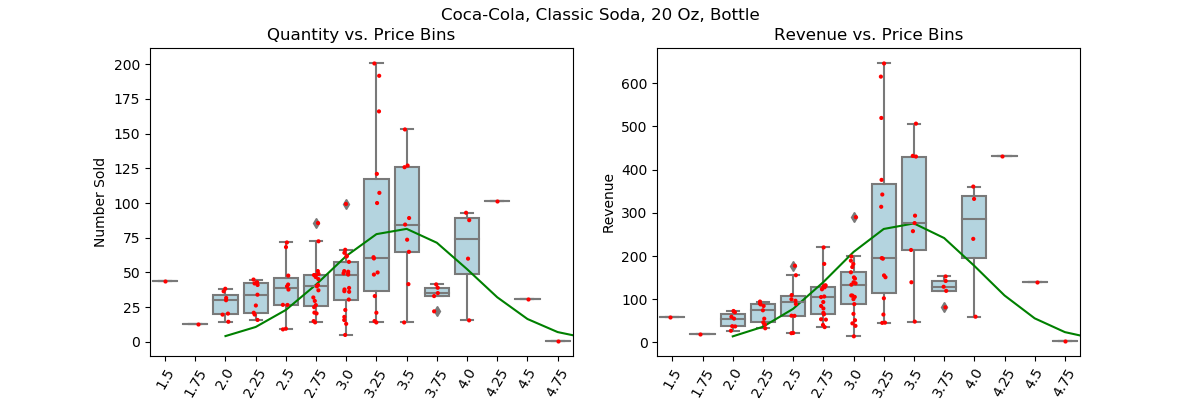 Coca-Cola, Classic Soda, 20 Oz, Bottle
Quantity vs. Price Bins
Number Sold
200
175
150
125
100
75
50
25
0
1.5 1.75 2.0 2.25 2.5 2.75 3.0 3.25 3.5 3.75 4.0 4.25 4.5 4.75
Revenue vs. Price Bins
Revenue
600
500
400
300
200
100
0
1.5 1.75 2.0 2.25 2.5 2.75 3.0 3.25 3.5 3.75 4.0 4.25 4.5 4.75